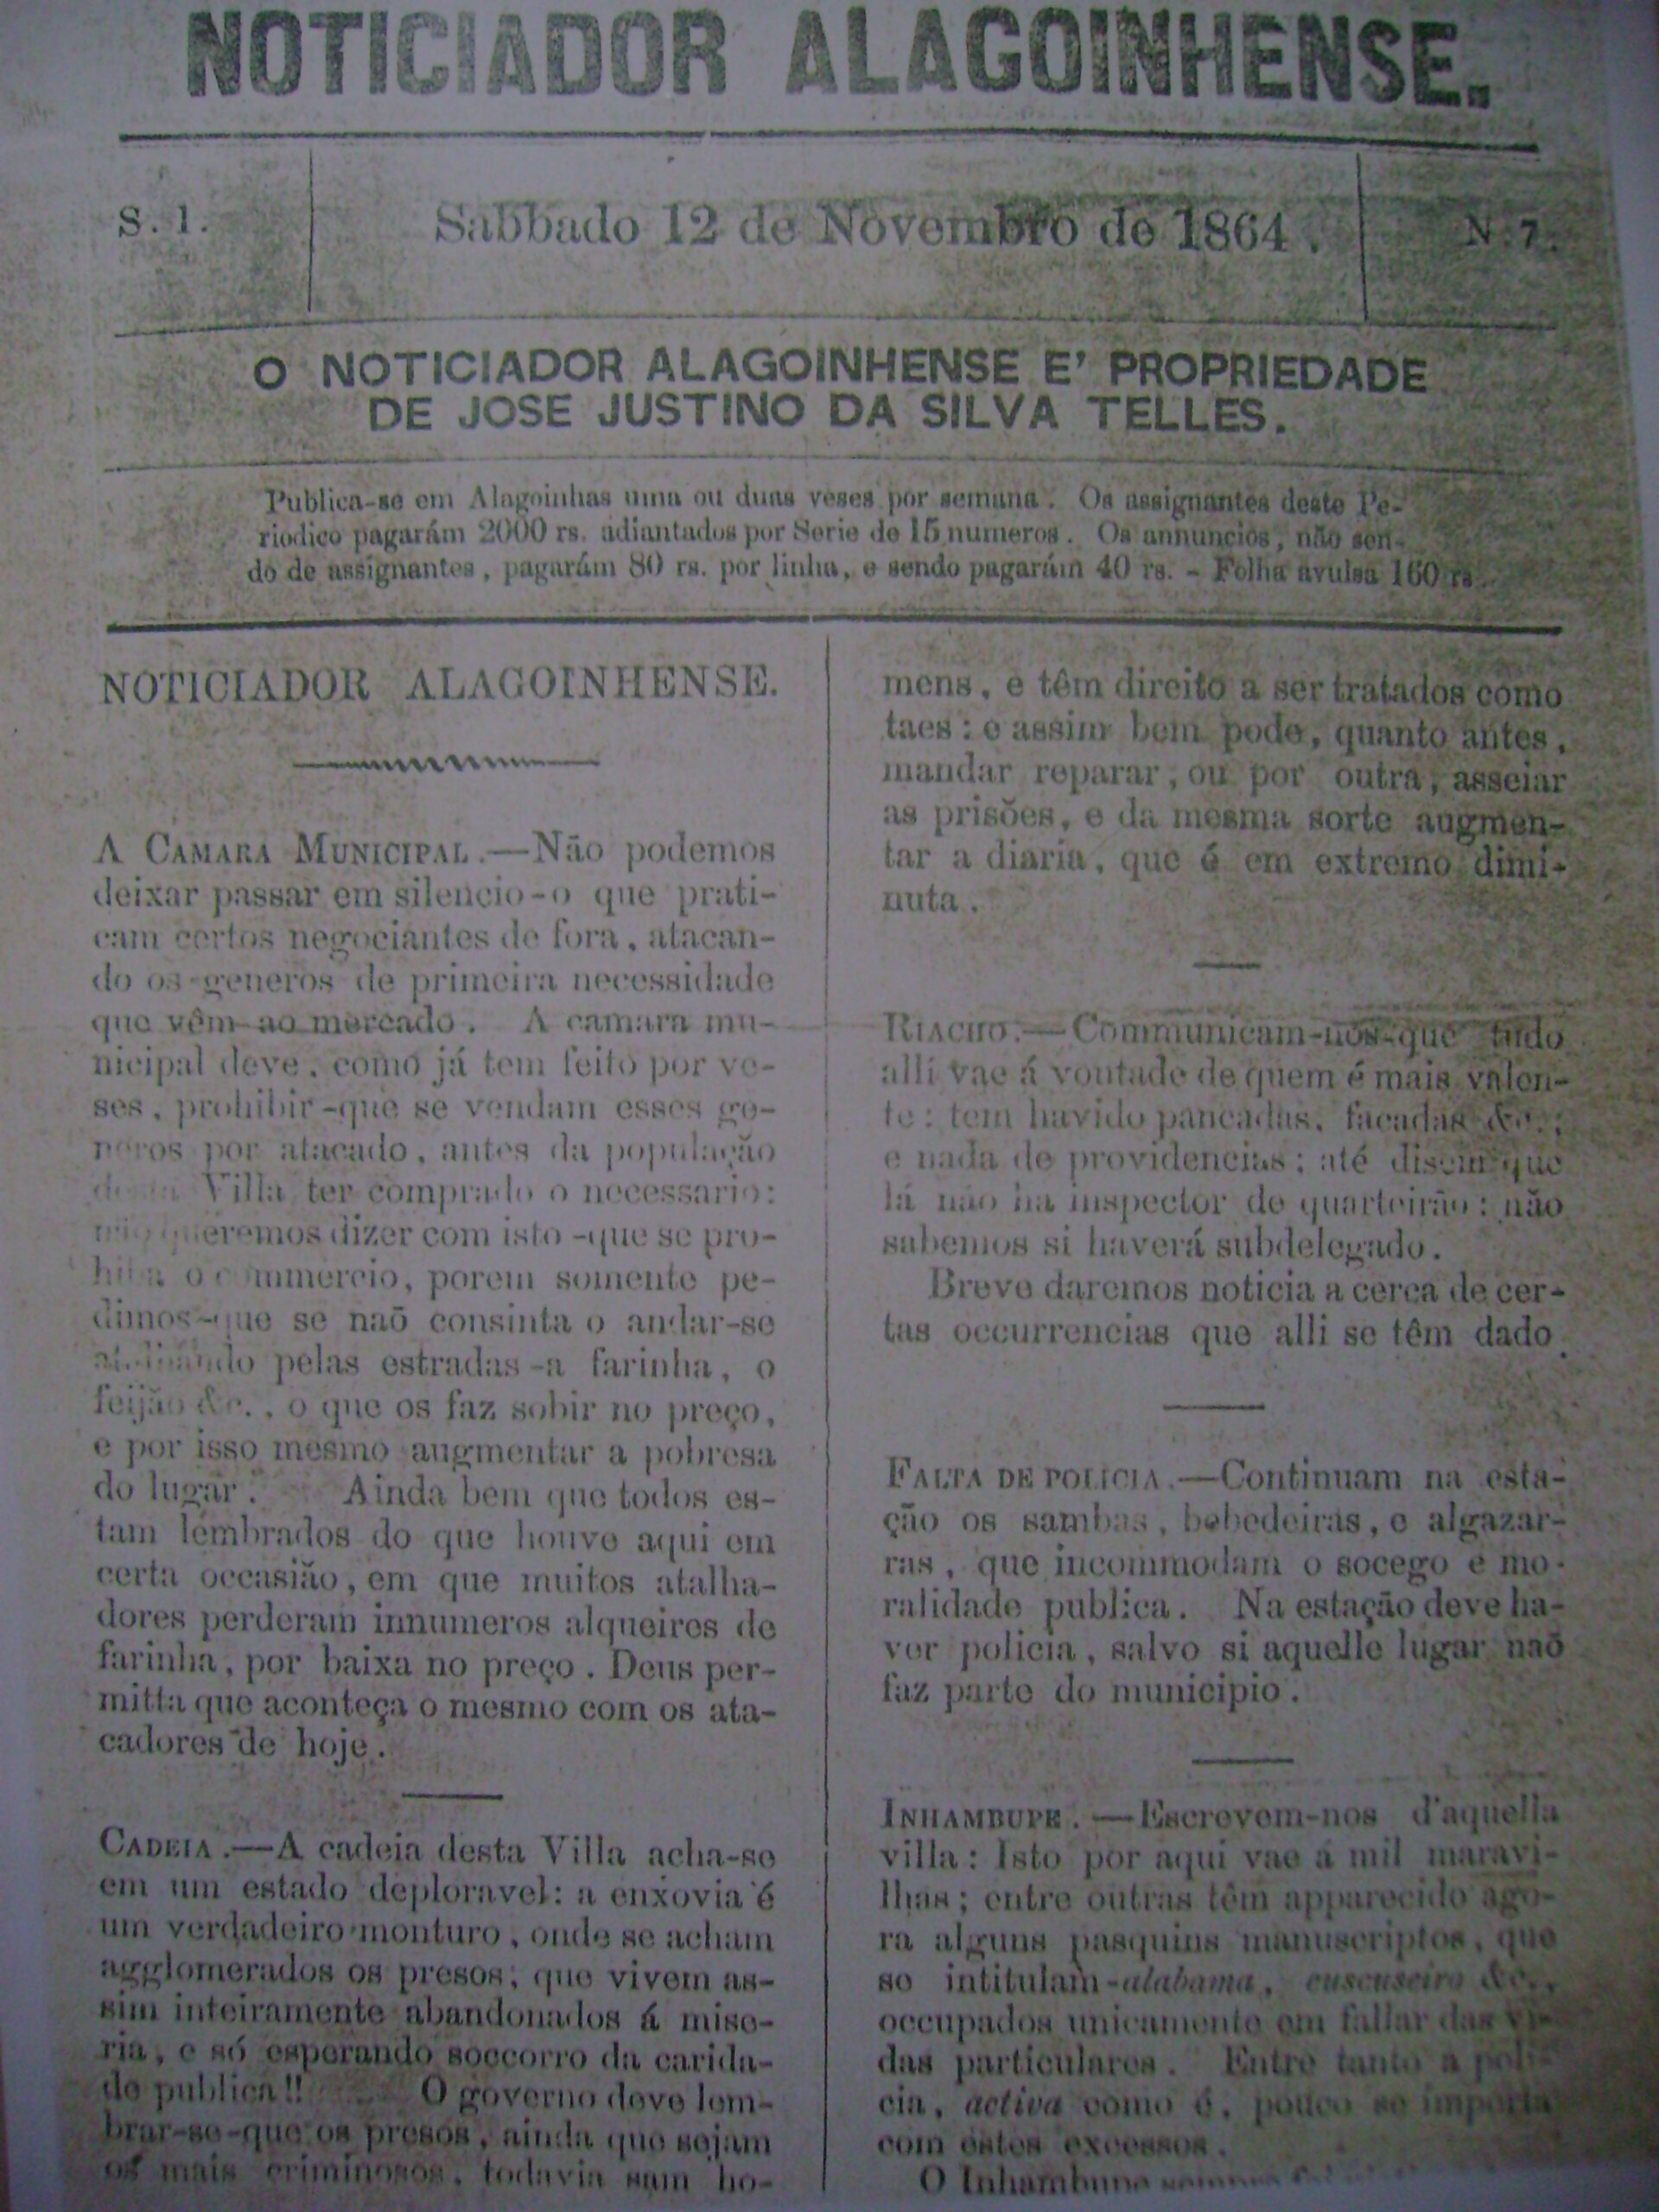 NOTICIADOR ALAGOINHENSE.
S. 1.
Sabbado 12 de Novembro de 1864.
N. 7.
O NOTICIADOR ALAGOINHENSE E' PROPRIEDADE
DE JOSE JUSTINO DA SILVA TELLES.
Publica-se em Alagoinhas uma ou duas veses por semana. Os assignantes deste Pe-
riodico pagarám 2000 rs. adiantados por Serie de 15 numeros. Os annuncios, não sen-
do de assignantes, pagarám 80 rs. por linha, e sendo pagarám 40 rs. - Folha avulsa 160 rs.
NOTICIADOR ALAGOINHENSE.
A CAMARA MUNICIPAL.—Não podemos
deixar passar em silencio-o que prati-
cam certos negociantes de fora, atacan-
do os generos de primeira necessidade
que vêm ao mercado. A camara mu-
nicipal deve, como já tem feito por ve-
ses, prohibir-que se vendam esses ge-
neros por atacado, antes da população
desta Villa ter comprado o necessario:
não queremos dizer com isto-que se pro-
hiba o commercio, porem somente pe-
dimos-que se naõ consinta o andar-se
pelas estradas-a farinha, o
feijão &c., o que os faz sobir no preço,
e por isso mesmo augmentar a pobresa
do lugar. Ainda bem que todos es-
tam lembrados do que houve aqui em
certa occasião, em que muitos atalha-
dores perderam innumeros alqueires de
farinha, por baixa no preço. Deus per-
mitta que aconteça o mesmo com os ata-
cadores de hoje.
CADEIA.—A cadeia desta Villa acha-se
em um estado deploravel: a enxovia é
um verdadeiro monturo, onde se acham
agglomerados os presos, que vivem as-
sim inteiramente abandonados á mise-
ria, e só esperando soccorro da carida-
de publica!! O governo deve lem-
brar-se-que os presos, ainda que sejam
os mais criminosos, todavia sam ho-
mens, e têm direito a ser tratados como
taes: e assim bem pode, quanto antes,
mandar reparar, ou por outra, asseiar
as prisões, e da mesma sorte augmen-
tar a diaria, que é em extremo dimi-
nuta.
RIACHO.—Communicam-nos-que tudo
alli vae á vontade de quem é mais valen-
te: tem havido pancadas, facadas &c.;
e nada de providencias; até disem que
lá não ha inspector de quarteirão: não
sabemos si haverá subdelegado.
Breve daremos noticia a cerca de cer-
tas occurrencias que alli se têm dado.
FALTA DE POLICIA.—Continuam na esta-
ção os sambas, bebedeiras, e algazar-
ras, que incommodam o socego e mo-
ralidade publica. Na estação deve ha-
ver policia, salvo si aquelle lugar naõ
faz parte do municipio.
INHAMBUPE.—Escrevem-nos d'aquella
villa: Isto por aqui vae a mil maravi-
lhas; entre outras têm apparecido ago-
ra alguns pasquins manuscriptos, que
se intitulam-alabama, cuscuseiro &c.,
occupados unicamente em fallar das vi-
das particulares. Entre tanto a poli-
cia, activa como é, pouco se importa
com estes excessos.
O Inhambupe